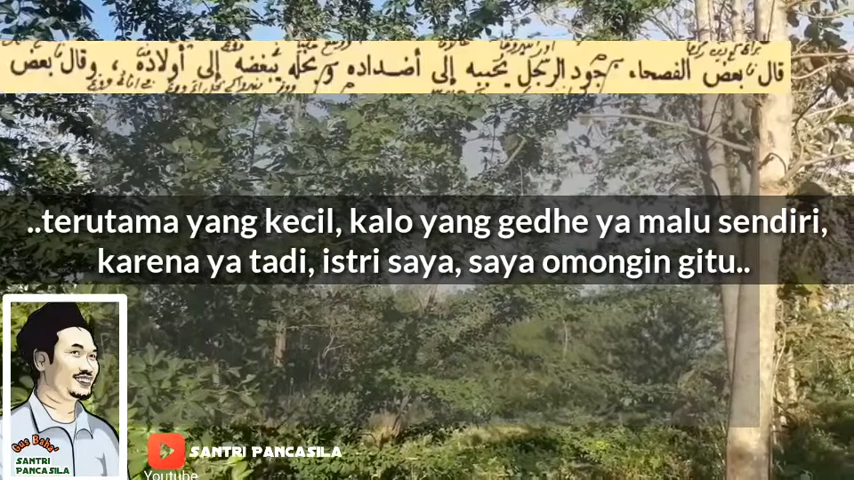 قال بعض الفصحاء جود الرجل يحببه إلى أضداده وبخله يبغضه إلى أولاده ، وقال بعض
..terutama yang kecil, kalo yang gedhe ya malu sendiri,
karena ya tadi, istri saya, saya omongin gitu..
Gus Baha
SANTRI
PANCASILA
SANTRI PANCASILA
Youtube